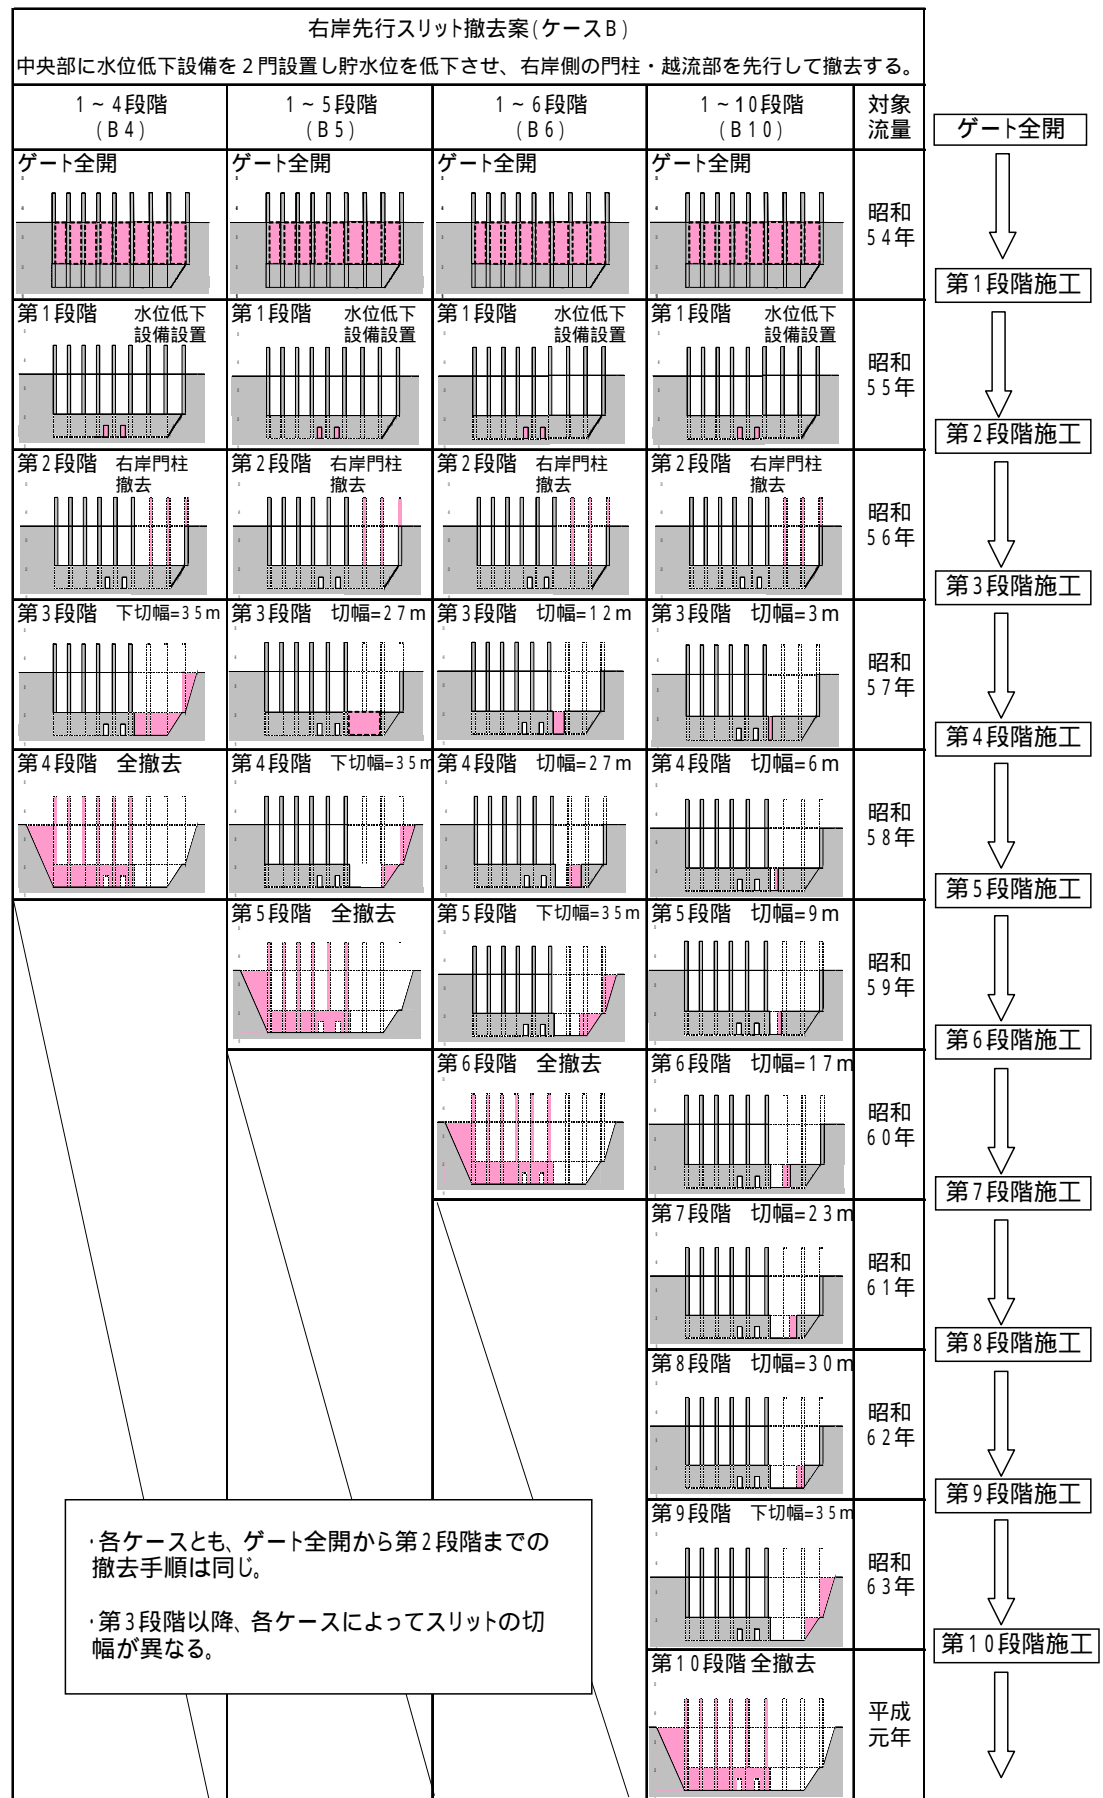 右岸先行スリット撤去案(ケースB)
中央部に水位低下設備を2門設置し貯水位を低下させ、右岸側の門柱・越流部を先行して撤去する。
1~4段階
(B4)
1~5段階
(B5)
1~6段階
(B6)
1~10段階
(B10)
対象
流量
ゲート全開
ゲート全開
ゲート全開
ゲート全開
ゲート全開
昭和
54年
第1段階施工
第1段階 水位低下
設備設置
第1段階 水位低下
設備設置
第1段階 水位低下
設備設置
第1段階 水位低下
設備設置
昭和
55年
第2段階施工
第2段階 右岸門柱
撤去
第2段階 右岸門柱
撤去
第2段階 右岸門柱
撤去
第2段階 右岸門柱
撤去
昭和
56年
第3段階施工
第3段階 下切幅=35m
第3段階 切幅=27m
第3段階 切幅=12m
第3段階 切幅=3m
昭和
57年
第4段階施工
第4段階 全撤去
第4段階 下切幅=35m
第4段階 切幅=27m
第4段階 切幅=6m
昭和
58年
第5段階施工
第5段階 全撤去
第5段階 下切幅=35m
第5段階 切幅=9m
昭和
59年
第6段階施工
第6段階 全撤去
第6段階 切幅=17m
昭和
60年
第7段階施工
第7段階 切幅=23m
昭和
61年
第8段階施工
第8段階 切幅=30m
昭和
62年
第9段階施工
第9段階 下切幅=35m
昭和
63年
第10段階施工
第10段階 全撤去
平成
元年
・各ケースとも、ゲート全開から第2段階までの
撤去手順は同じ。
・第3段階以降、各ケースによってスリットの切
幅が異なる。